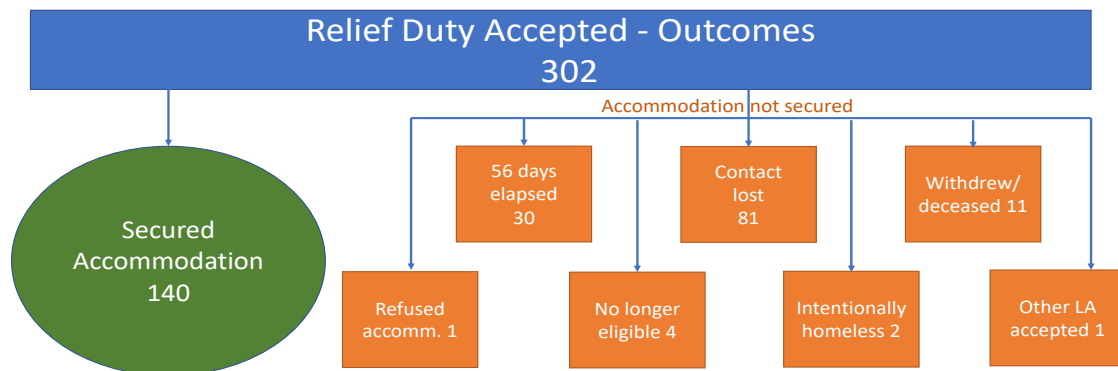 Relief Duty Accepted - Outcomes
302
Accommodation not secured
56 days
elapsed
30
Contact
lost
81
Withdrew/
deceased 11
Secured
Accommodation
140
Refused
accomm. 1
No longer
eligible 4
Intentionally
homeless 2
Other LA
accepted 1